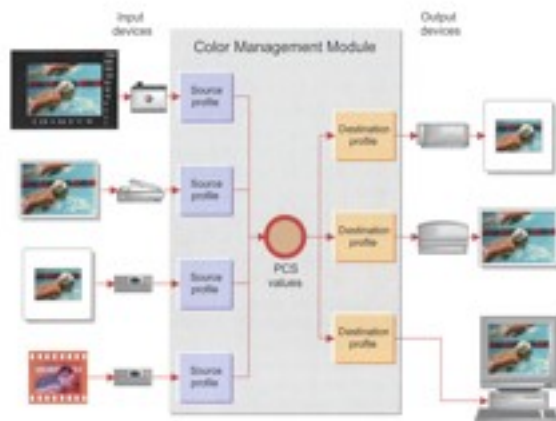 Input
devices
Output
devices
Color Management Module
Source
profile
Source
profile
Source
profile
Source
profile
PCS
values
Destination
profile
Destination
profile
Destination
profile